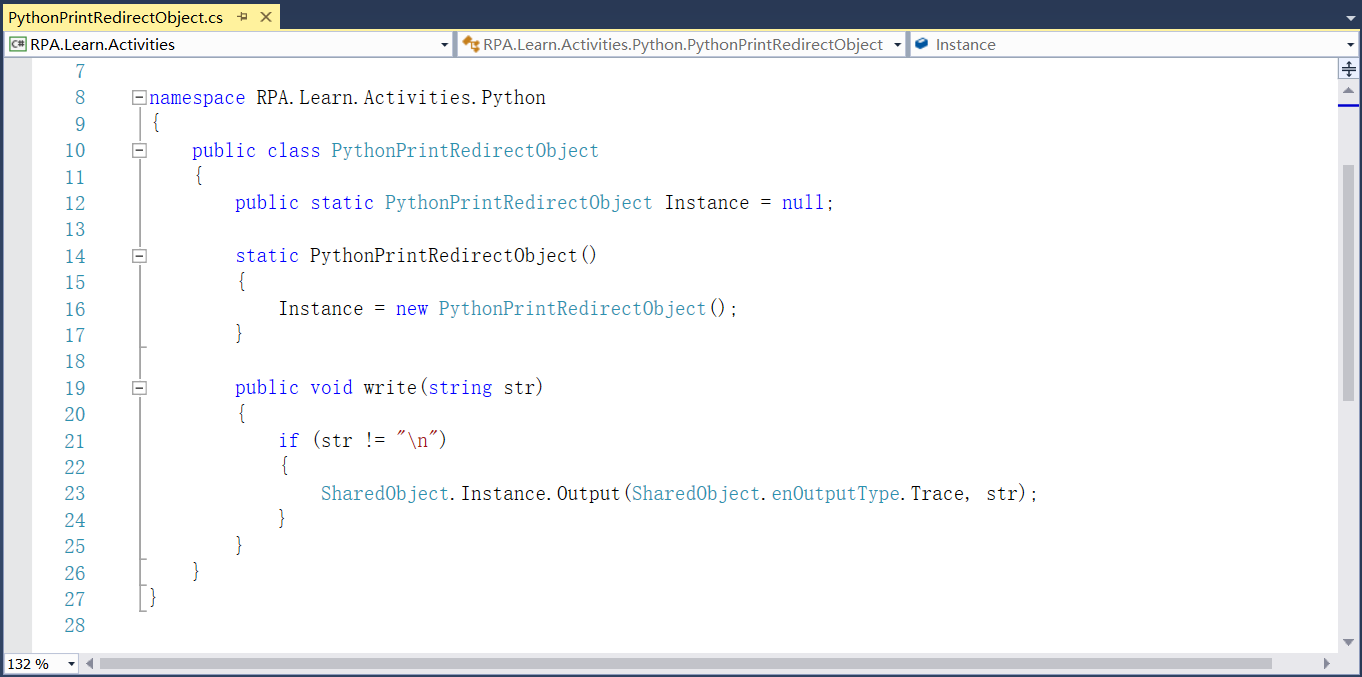 PythonPrintRedirectObject.cs
RPA.Learn.Activities
RPA.Learn.Activities.Python.PythonPrintRedirectObject
Instance
7
8 namespace RPA.Learn.Activities.Python
9 {
10 public class PythonPrintRedirectObject
11 {
12 public static PythonPrintRedirectObject Instance = null;
13
14 static PythonPrintRedirectObject()
15 {
16 Instance = new PythonPrintRedirectObject();
17 }
18
19 public void write(string str)
20 {
21 if (str != "\n")
22 {
23 SharedObject.Instance.Output(SharedObject.enOutputType.Trace, str);
24 }
25 }
26 }
27 }
28
132 %